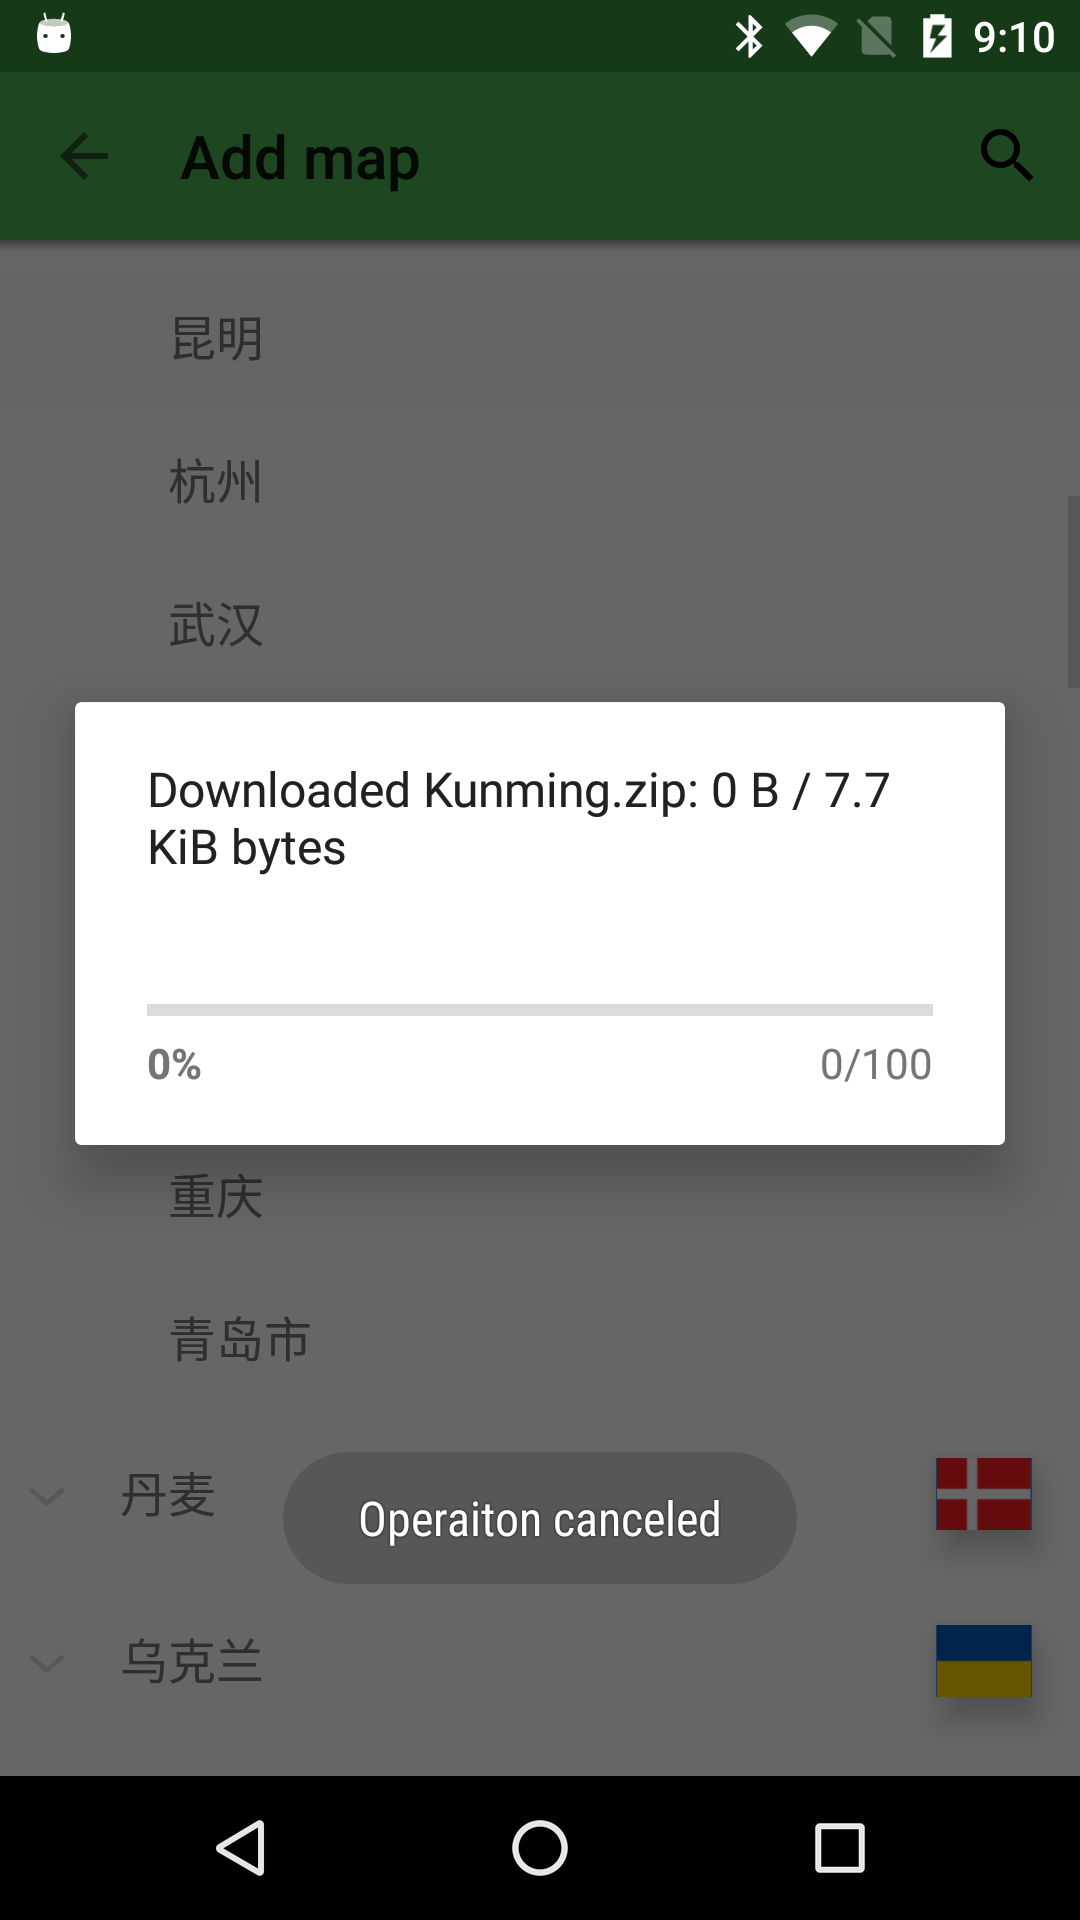 9:10
Add map
昆明
杭州
武汉
Downloaded Kunming.zip: 0 B / 7.7
KiB bytes
0%
0/100
重庆
青岛市
丹麦
Operaiton canceled
乌克兰